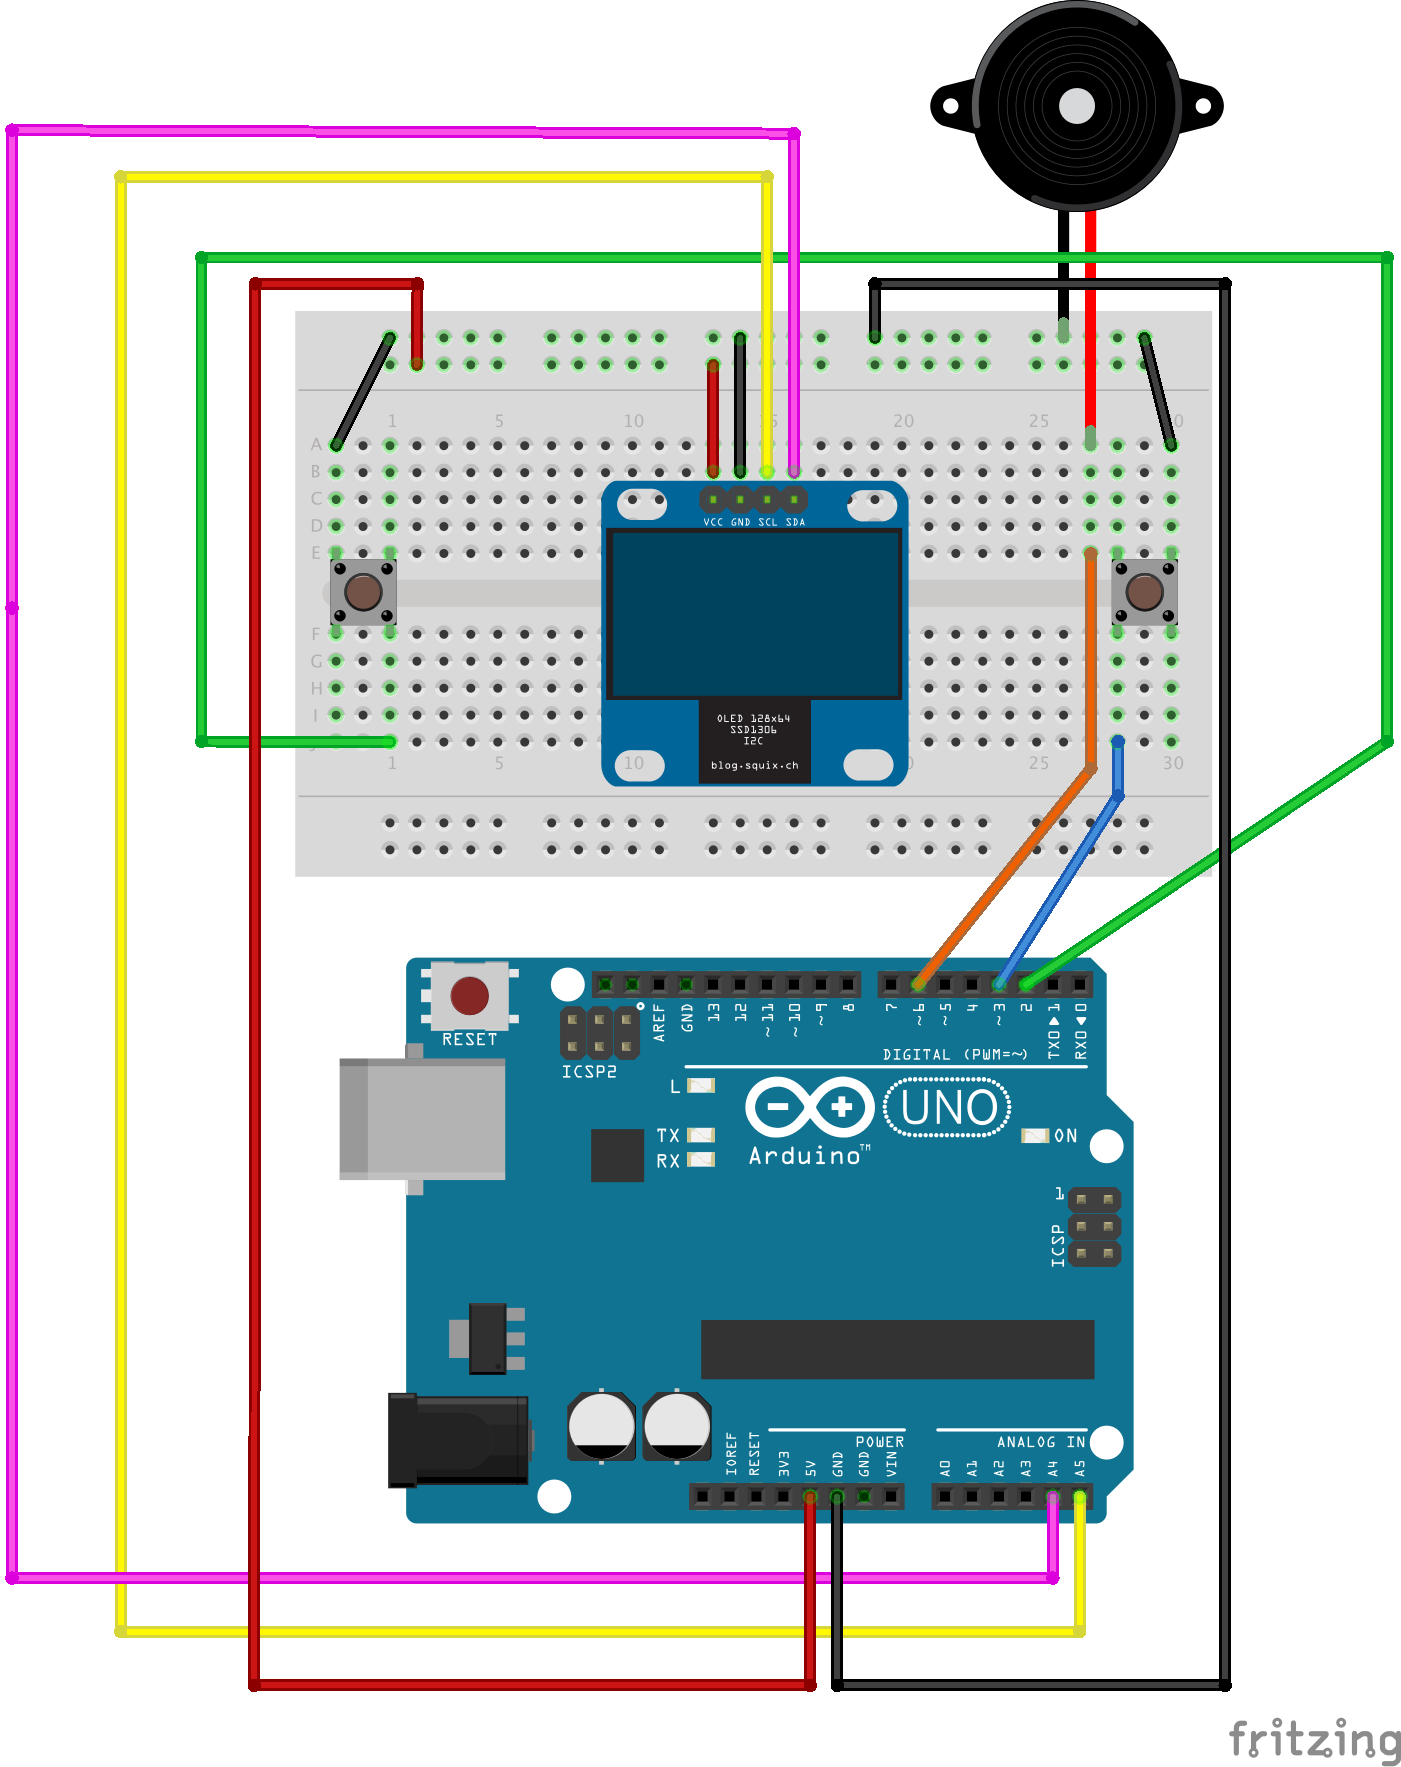 1 5 10 15 20 25 30
A
B
C
D
E
VCC GND SCL SDA
F
G
H
I
J
OLED 128x64
SSD1306
I2C
blog.squix.ch
1 5 10 20 25 30
RESET
ICSP2
AREF
GND
13
12
~11
~10
~9
8
7
~6
~5
4
~3
2
TX0▶1
RX0◀0
DIGITAL (PWM=~)
L
TX
RX
UNO
Arduino™
ON
1
ICSP
POWER
ANALOG IN
IOREF
RESET
3V3
5V
GND
GND
VIN
A0
A1
A2
A3
A4
A5
fritzing